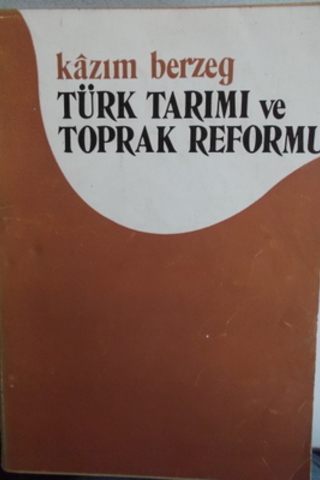 kâzım berzeg
TÜRK TARIMI ve
TOPRAK REFORMU